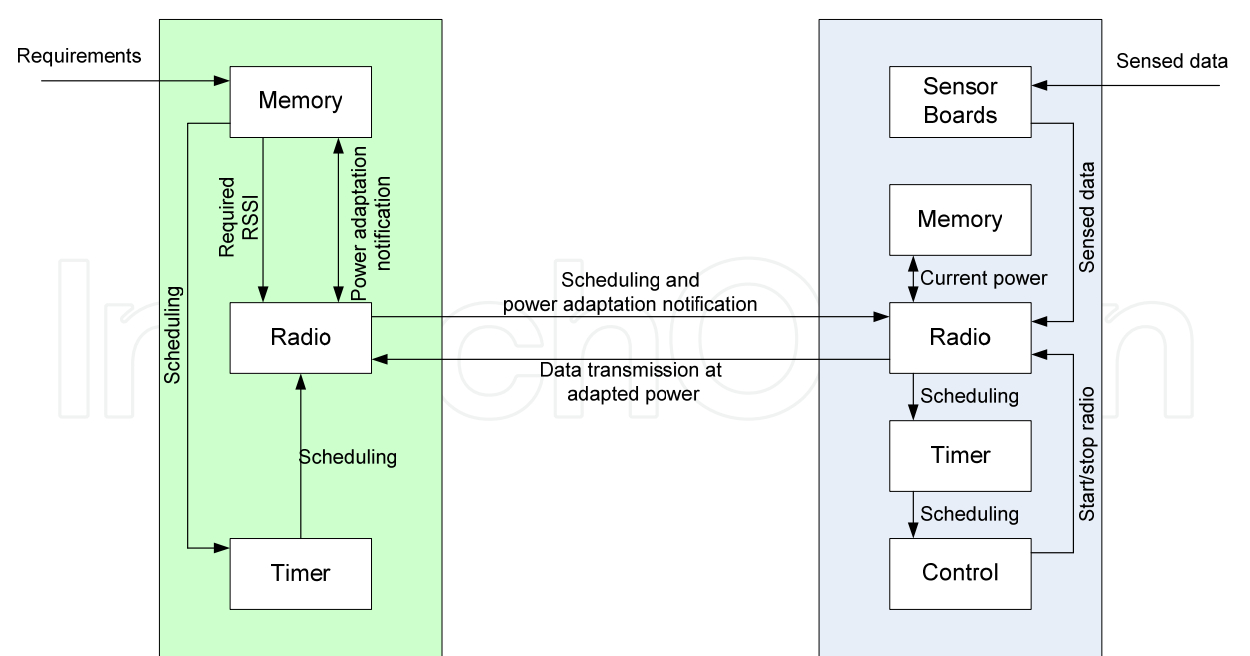 Requirements
Memory
Required
RSSI
Power adaptation
notification
Scheduling
Radio
Scheduling
Timer
Scheduling and
power adaptation notification
Data transmission at
adapted power
Sensed data
Sensor
Boards
Sensed data
Memory
Current power
Radio
Scheduling
Timer
Start/stop radio
Scheduling
Control